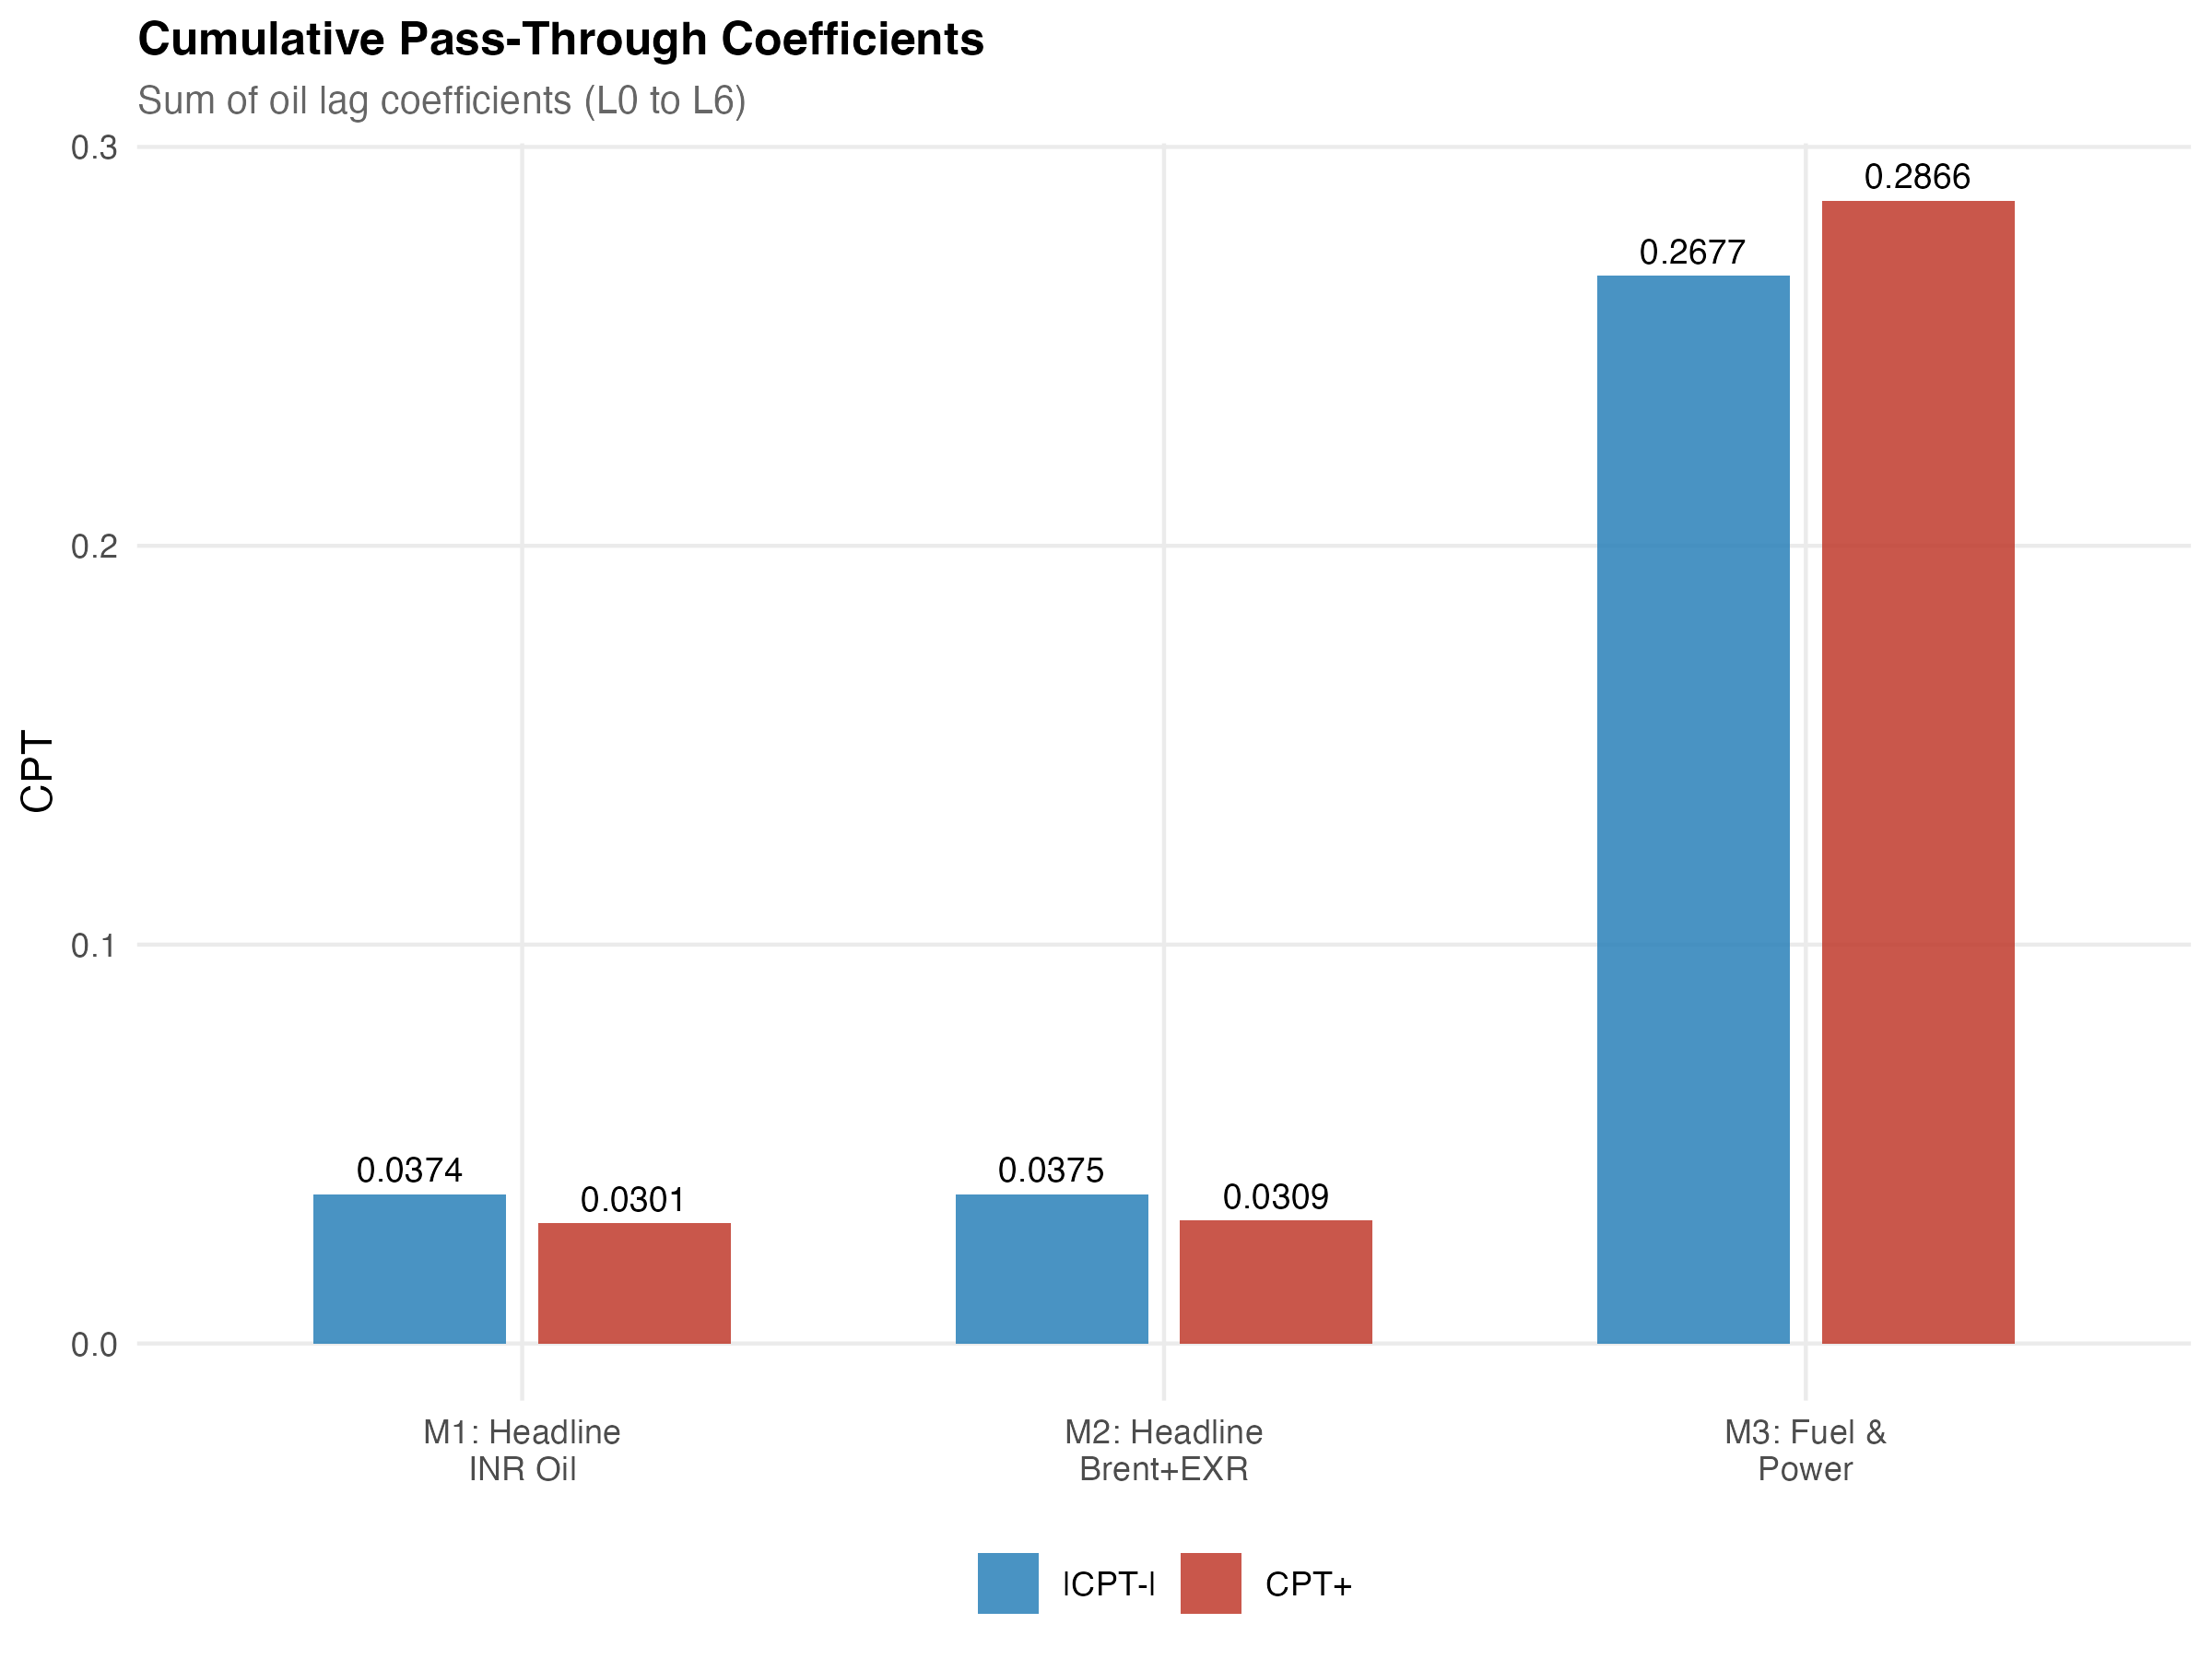 Cumulative Pass-Through Coefficients
Sum of oil lag coefficients (L0 to L6)
CPT
0.3
0.2
0.1
0.0
0.0374
0.0301
0.0375
0.0309
0.2677
0.2866
M1: Headline
INR Oil
M2: Headline
Brent+EXR
M3: Fuel &
Power
|CPT-|
CPT+